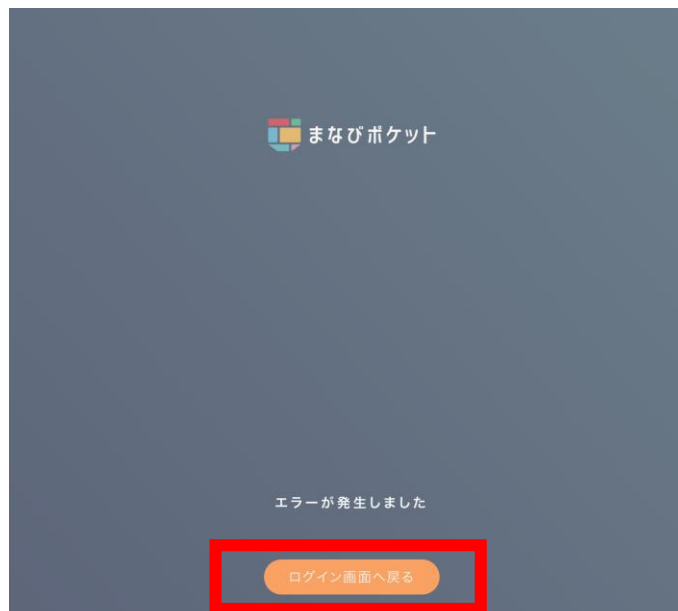 まなびポケット
エラーが発生しました
ログイン画面へ戻る